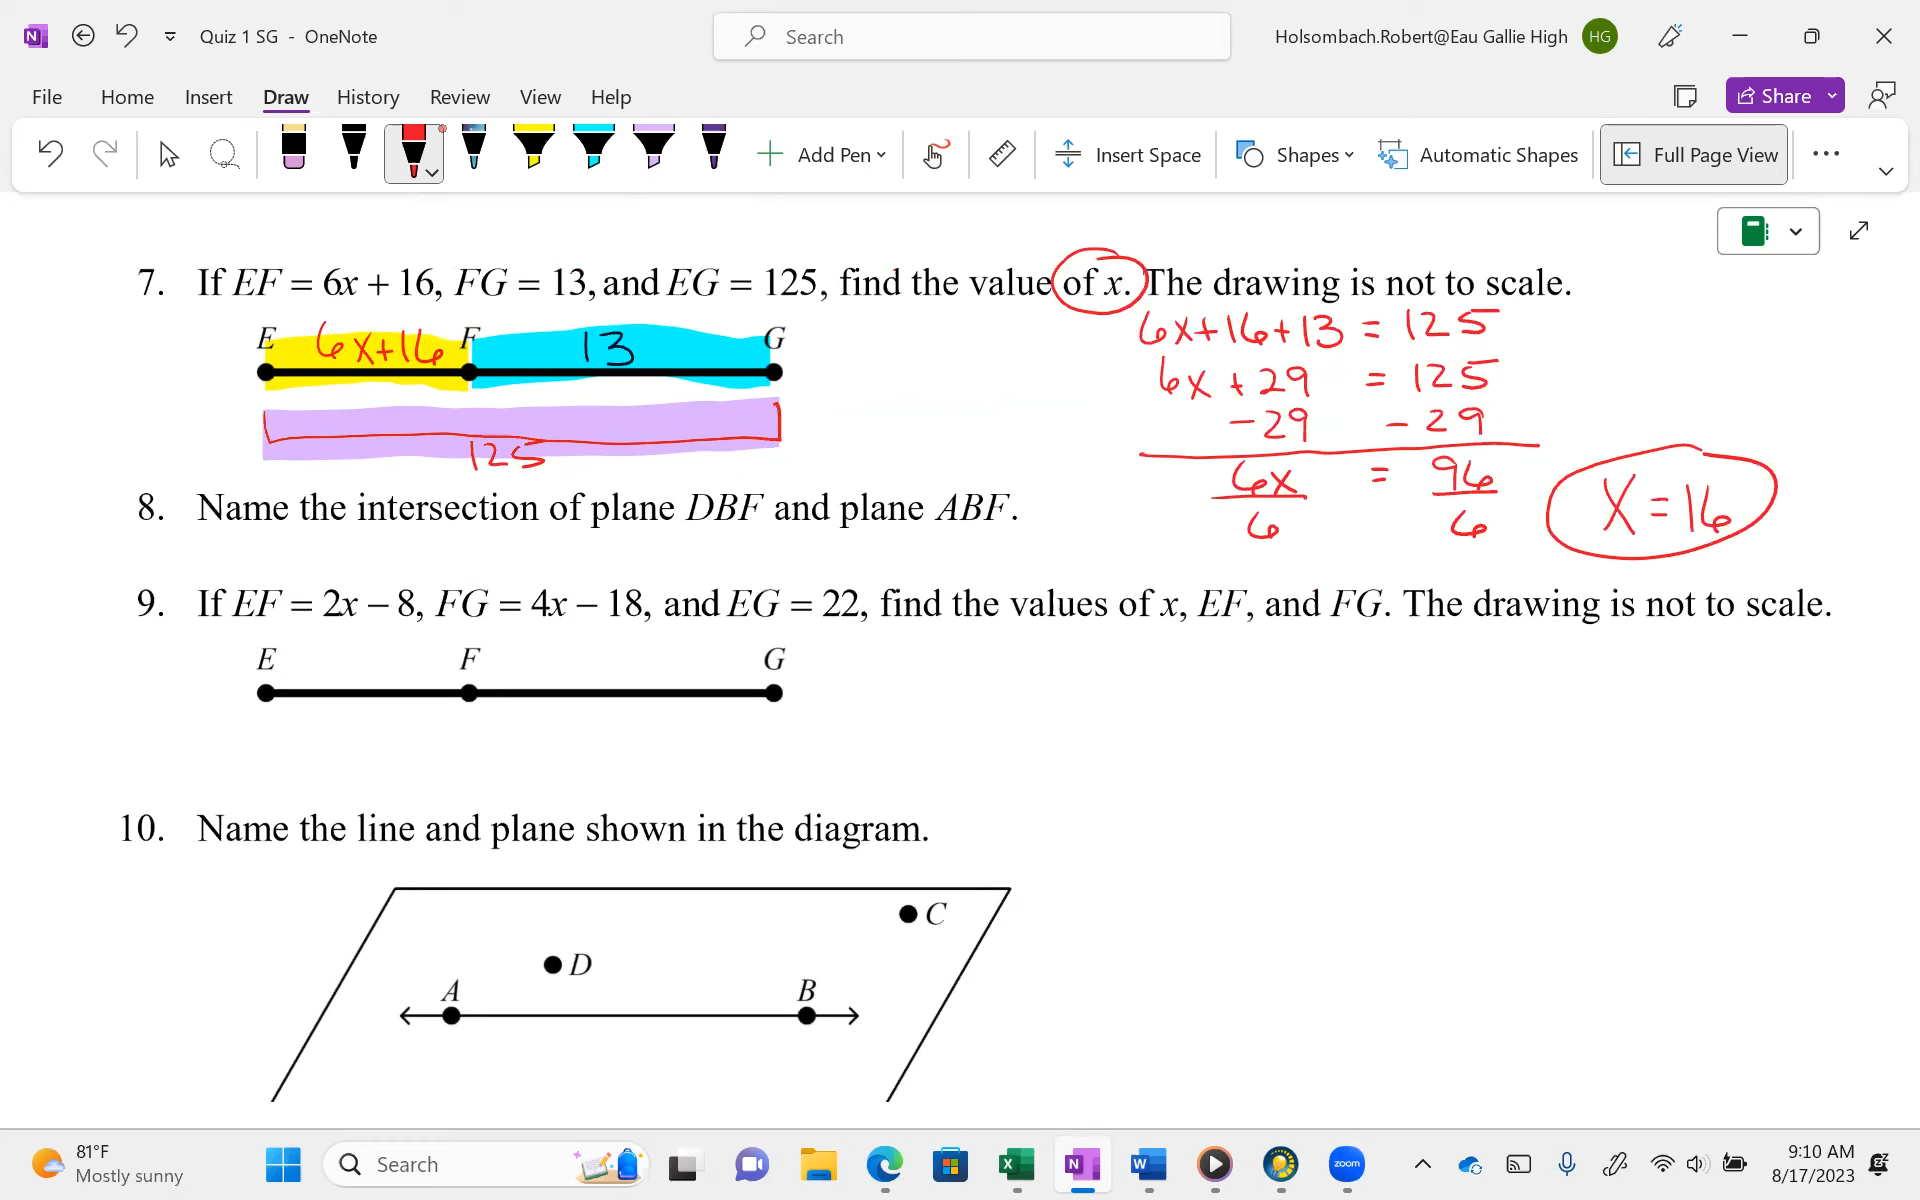 Quiz 1 SG - OneNote
Search
Holsombach.Robert@Eau Gallie High
HG
File Home Insert Draw History Review View Help
Share
Add Pen
Insert Space
Shapes
Automatic Shapes
Full Page View
7. If EF = 6x + 16, FG = 13, and EG = 125, find the value of x. The drawing is not to scale.
E 6x+16 F 13 G
125
6x+16+13 = 125
6x + 29 = 125
-29 -29
6x = 96
6 6
x = 16
8. Name the intersection of plane DBF and plane ABF.
9. If EF = 2x − 8, FG = 4x − 18, and EG = 22, find the values of x, EF, and FG. The drawing is not to scale.
E F G
10. Name the line and plane shown in the diagram.
C
D
A B
81°F
Mostly sunny
Search
zoom
9:10 AM
8/17/2023